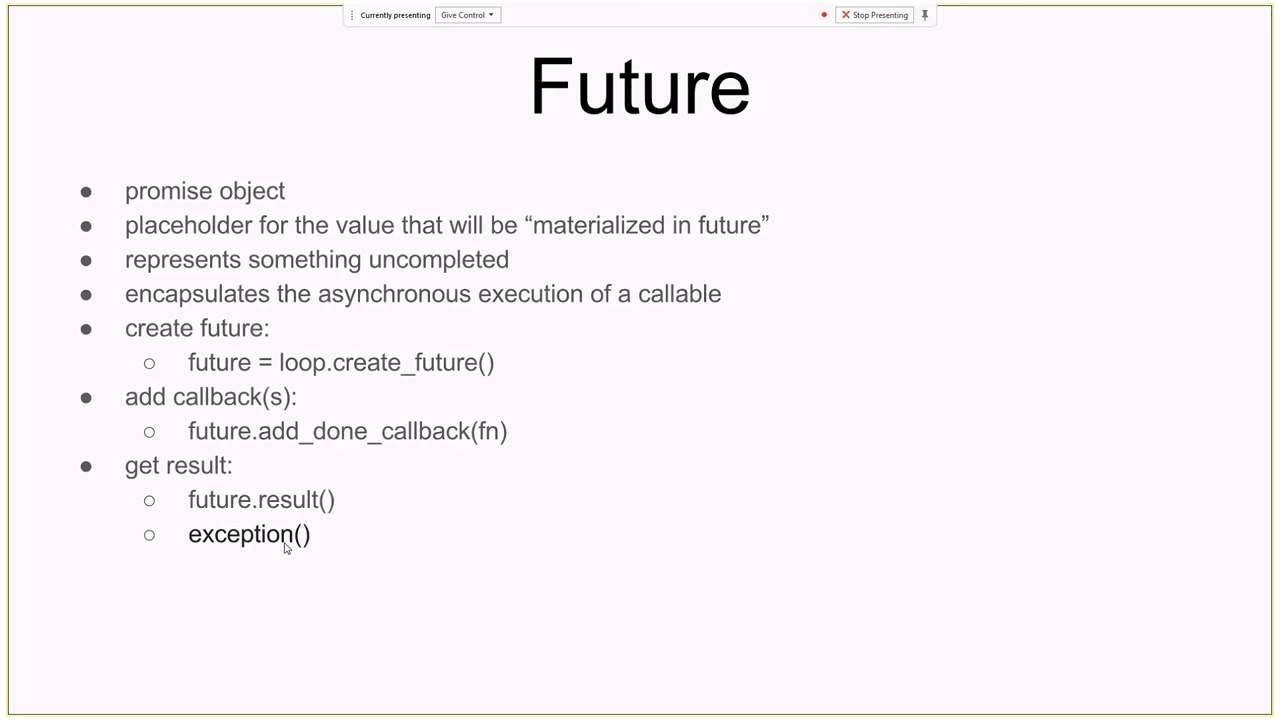 Currently presenting Give Control Stop Presenting
Future
● promise object
● placeholder for the value that will be “materialized in future”
● represents something uncompleted
● encapsulates the asynchronous execution of a callable
● create future:
○ future = loop.create_future()
● add callback(s):
○ future.add_done_callback(fn)
● get result:
○ future.result()
○ exception()